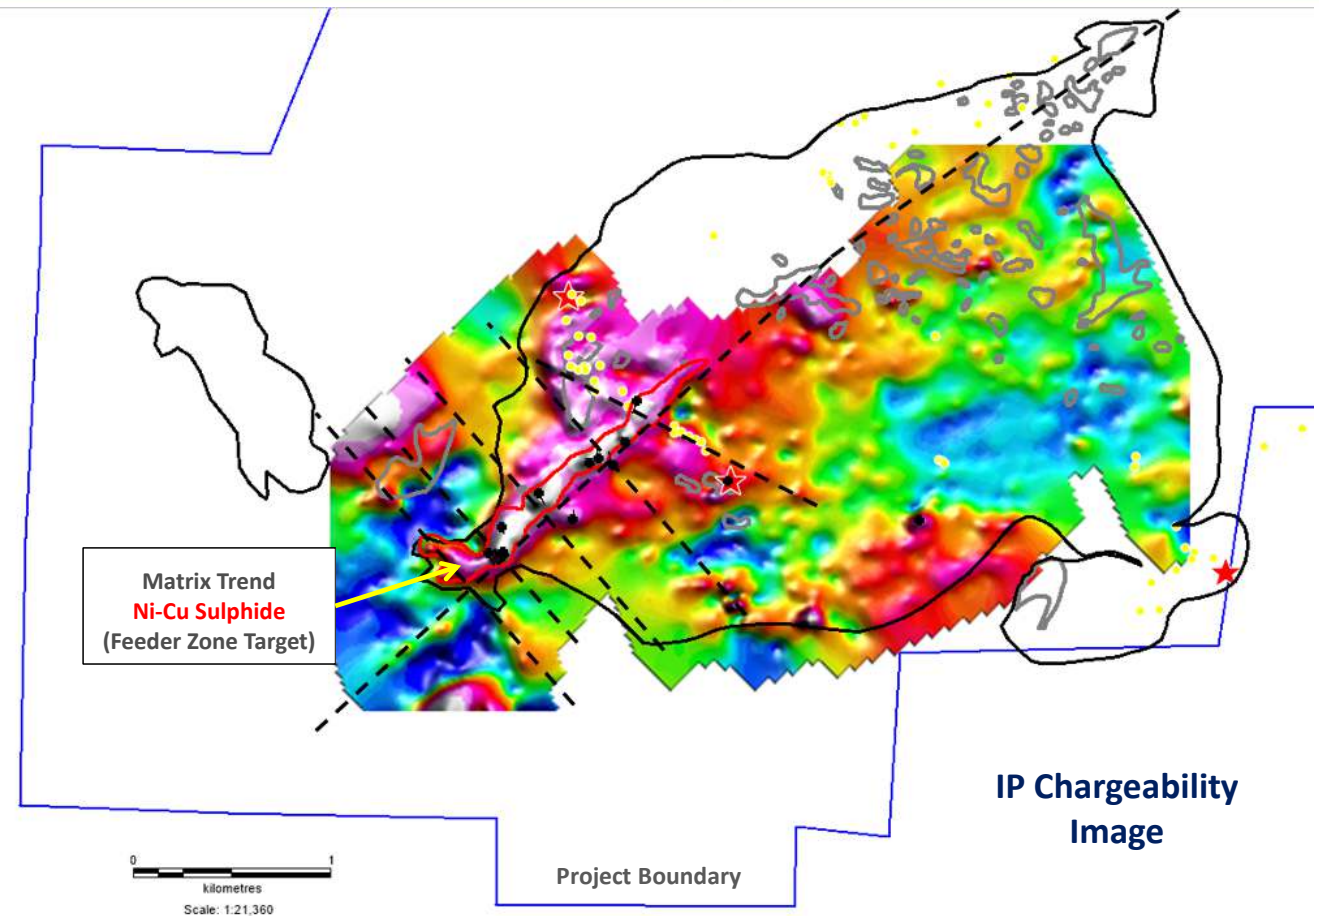 Matrix Trend
Ni-Cu Sulphide
(Feeder Zone Target)
IP Chargeability
Image
0 1
kilometres
Scale: 1:21,360
Project Boundary